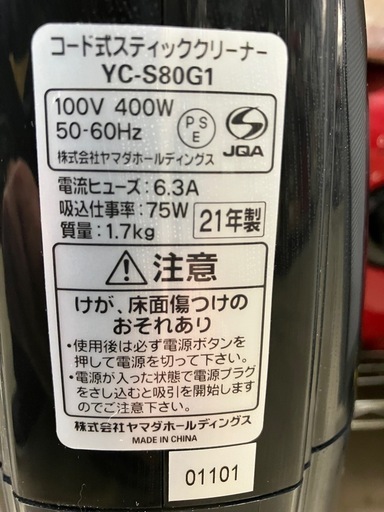 コード式スティッククリーナー
YC-S80G1
100V 400W
50-60Hz
PS
E
JQA
株式会社ヤマダホールディングス
電流ヒューズ：6.3A
吸込仕事率：75W
質量：1.7kg
21年製
注意
けが、床面傷つけの
おそれあり
・使用後は必ず電源ボタンを
押して電源を切って下さい。
・電源が入った状態で電源プラグ
をさし込むと吸引を開始します
のでご注意下さい。
株式会社ヤマダホールディングス
MADE IN CHINA
01101